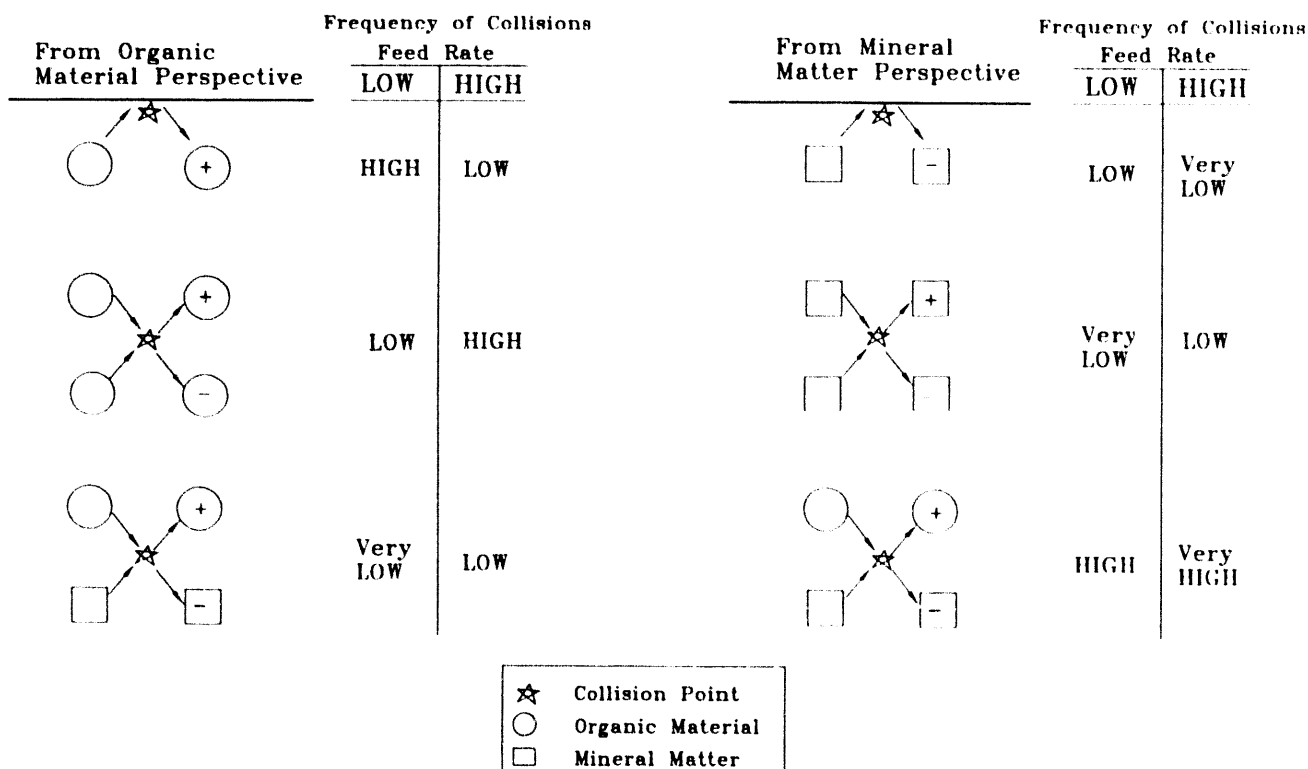 Frequency of Collisions
From Organic
Material Perspective
Feed Rate
LOW HIGH
+
HIGH LOW
+
LOW HIGH
-
+
Very
LOW
LOW
-
Frequency of Collisions
From Mineral
Matter Perspective
Feed Rate
LOW HIGH
-
LOW
Very
LOW
+
Very
LOW
LOW
-
+
HIGH
Very
HIGH
-
Collision Point
Organic Material
Mineral Matter